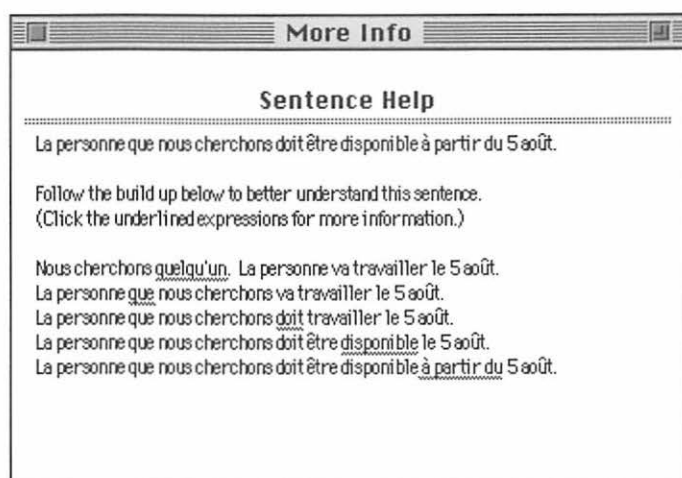 More Info
Sentence Help
La personne que nous cherchons doit être disponible à partir du 5 août.
Follow the build up below to better understand this sentence.
(Click the underlined expressions for more information.)
Nous cherchons quelqu'un. La personne va travailler le 5 août.
La personne que nous cherchons va travailler le 5 août.
La personne que nous cherchons doit travailler le 5 août.
La personne que nous cherchons doit être disponible le 5 août.
La personne que nous cherchons doit être disponible à partir du 5 août.